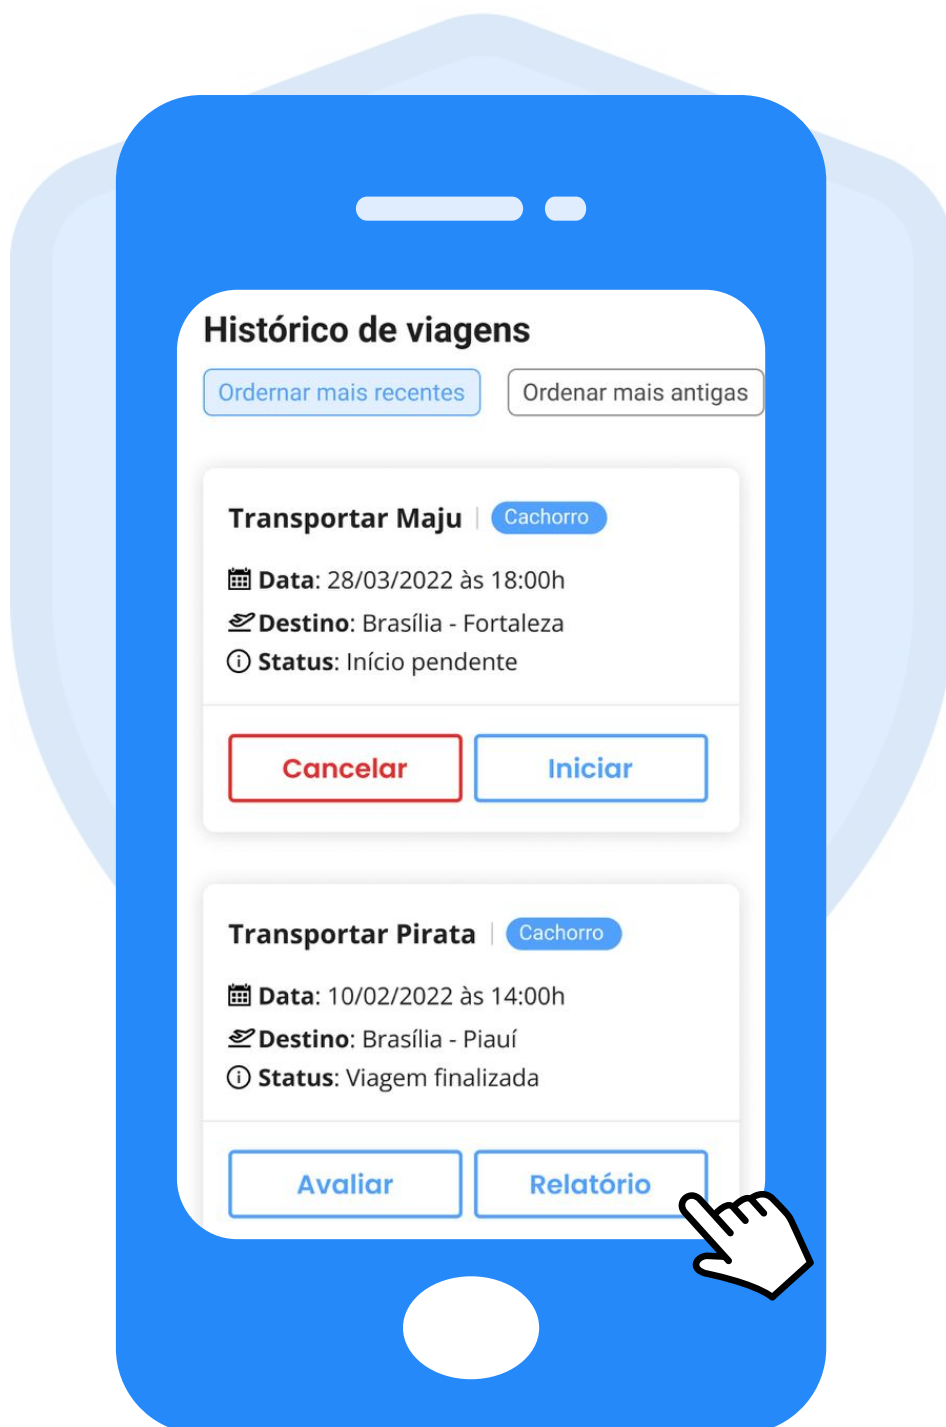 Histórico de viagens
Ordernar mais recentes
Ordenar mais antigas
Transportar Maju | Cachorro
Data: 28/03/2022 às 18:00h
Destino: Brasília - Fortaleza
Status: Início pendente
Cancelar
Iniciar
Transportar Pirata | Cachorro
Data: 10/02/2022 às 14:00h
Destino: Brasília - Piauí
Status: Viagem finalizada
Avaliar
Relatório